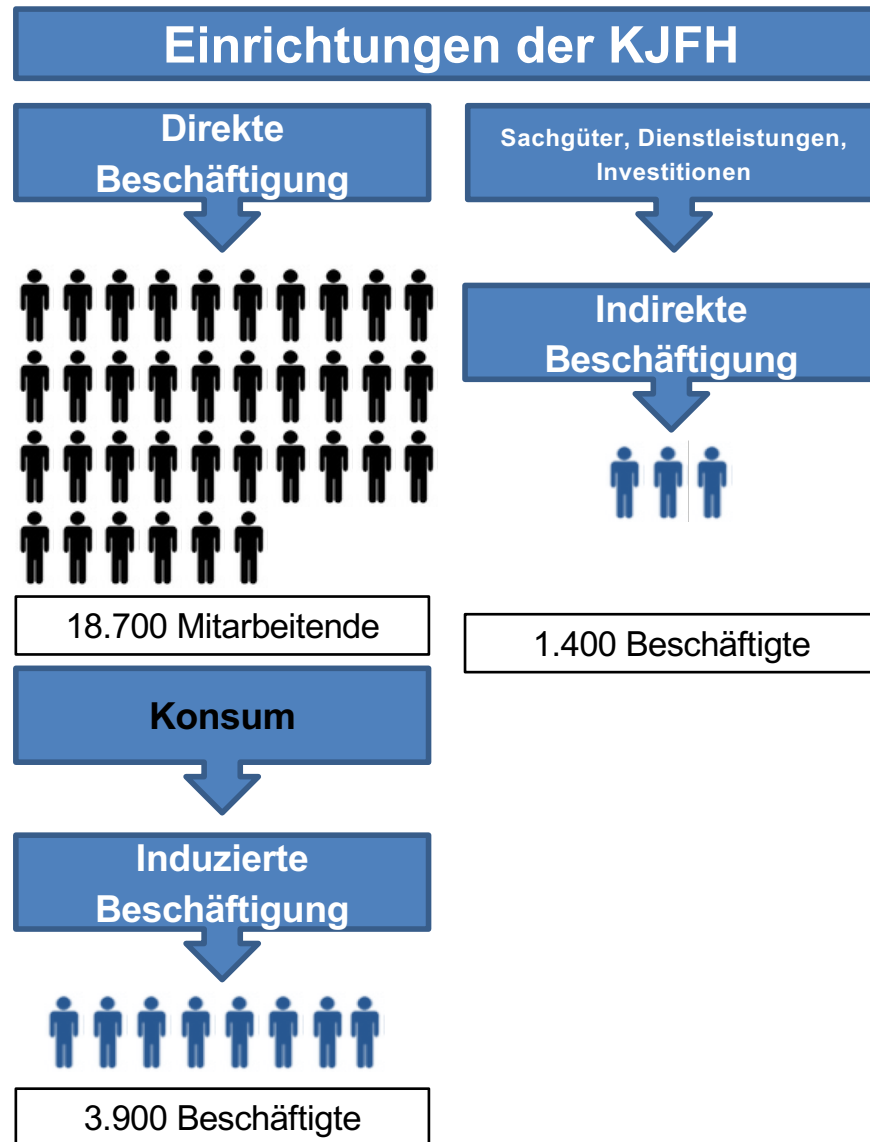 Einrichtungen der KJFH
Direkte
Beschäftigung
Sachgüter, Dienstleistungen,
Investitionen
Indirekte
Beschäftigung
18.700 Mitarbeitende
1.400 Beschäftigte
Konsum
Induzierte
Beschäftigung
3.900 Beschäftigte